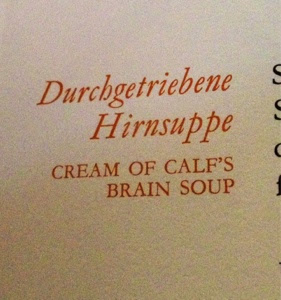 Durchgetriebene
Hirnsuppe
CREAM OF CALF'S
BRAIN SOUP